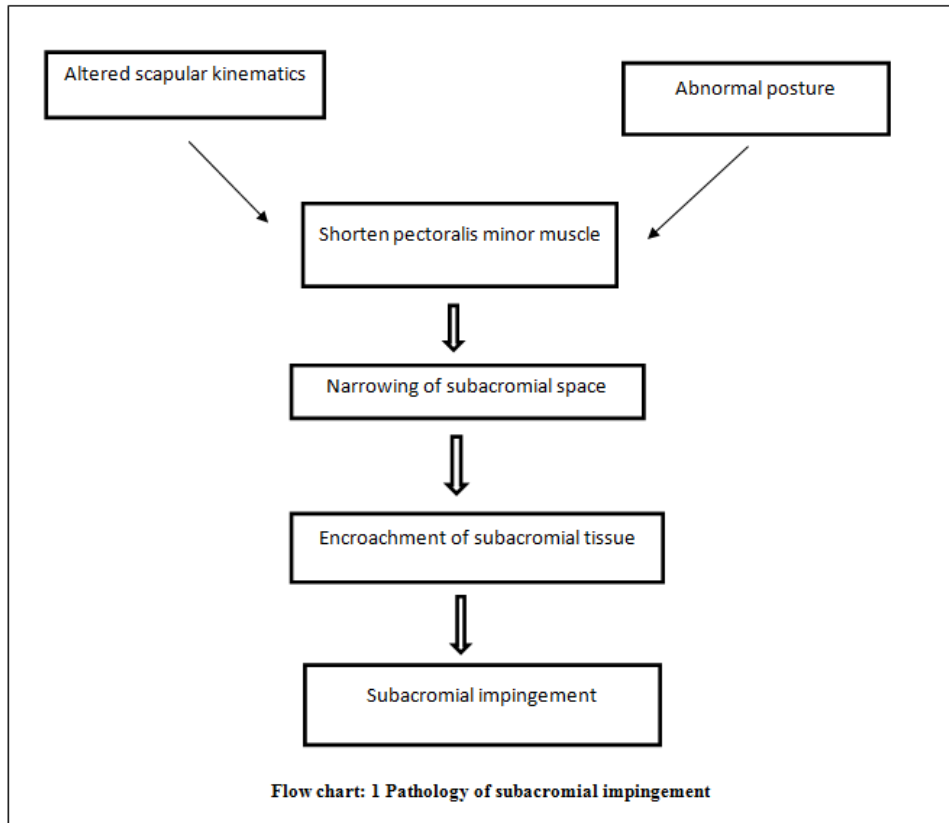 Altered scapular kinematics
Abnormal posture
Shorten pectoralis minor muscle
Narrowing of subacromial space
Encroachment of subacromial tissue
Subacromial impingement
Flow chart: 1 Pathology of subacromial impingement